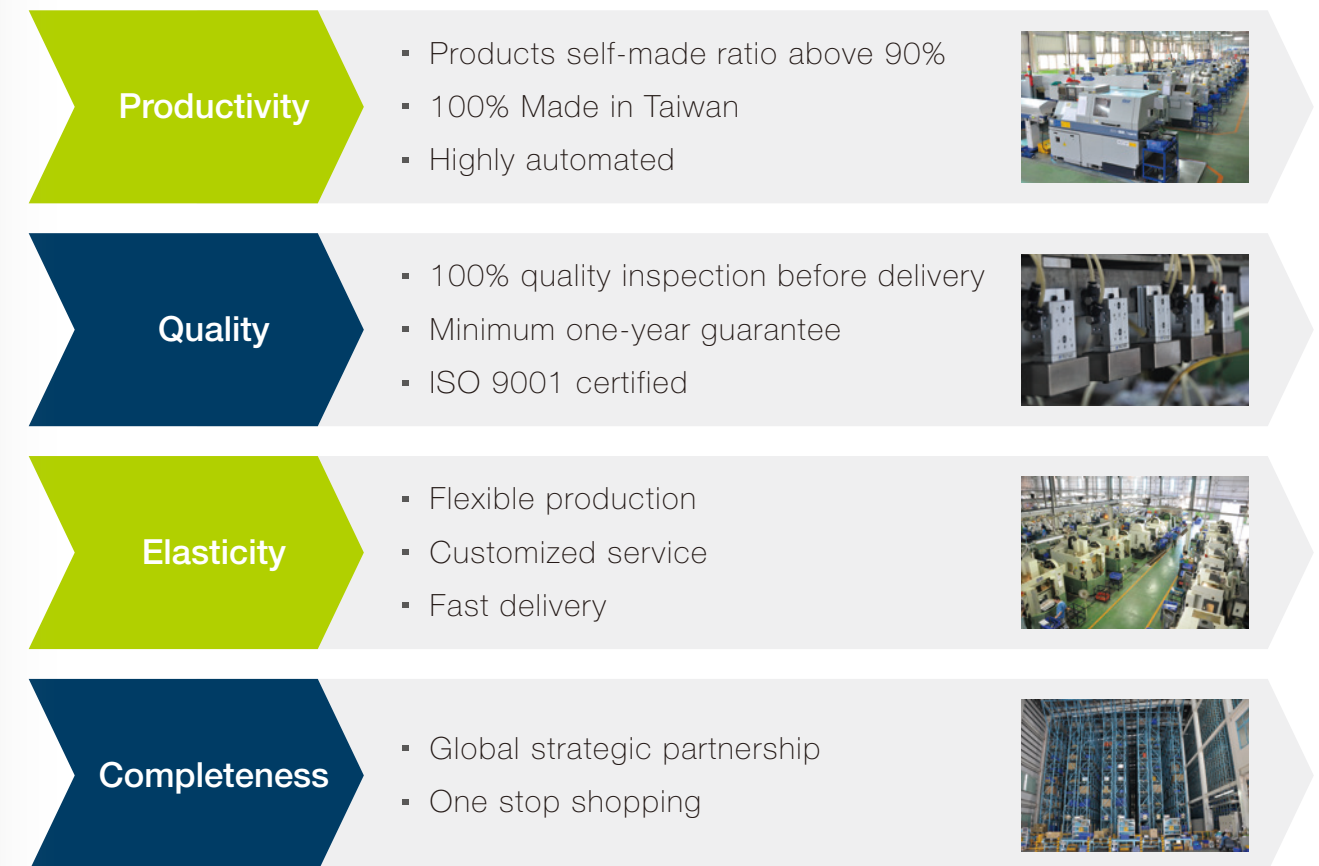 Productivity
Products self-made ratio above 90%
100% Made in Taiwan
Highly automated
Quality
100% quality inspection before delivery
Minimum one-year guarantee
ISO 9001 certified
Elasticity
Flexible production
Customized service
Fast delivery
Completeness
Global strategic partnership
One stop shopping